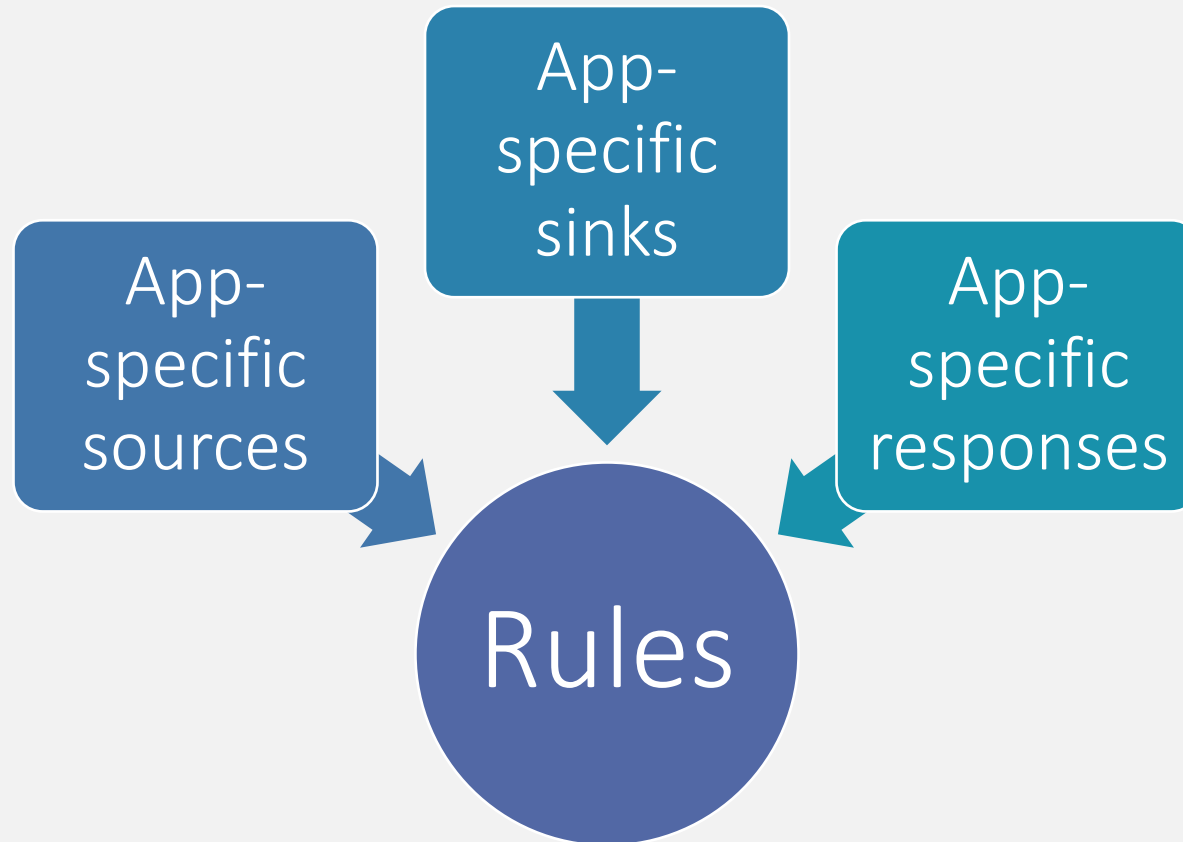 App-
specific
sinks
App-
specific
sources
App-
specific
responses
Rules